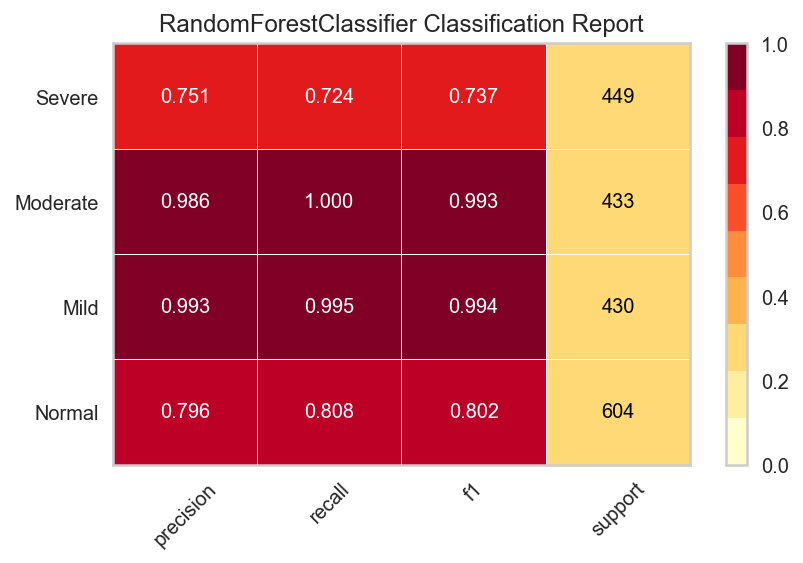 RandomForestClassifier Classification Report
Severe 0.751 0.724 0.737 449
Moderate 0.986 1.000 0.993 433
Mild 0.993 0.995 0.994 430
Normal 0.796 0.808 0.802 604
precision recall f1 support
1.0
0.8
0.6
0.4
0.2
0.0